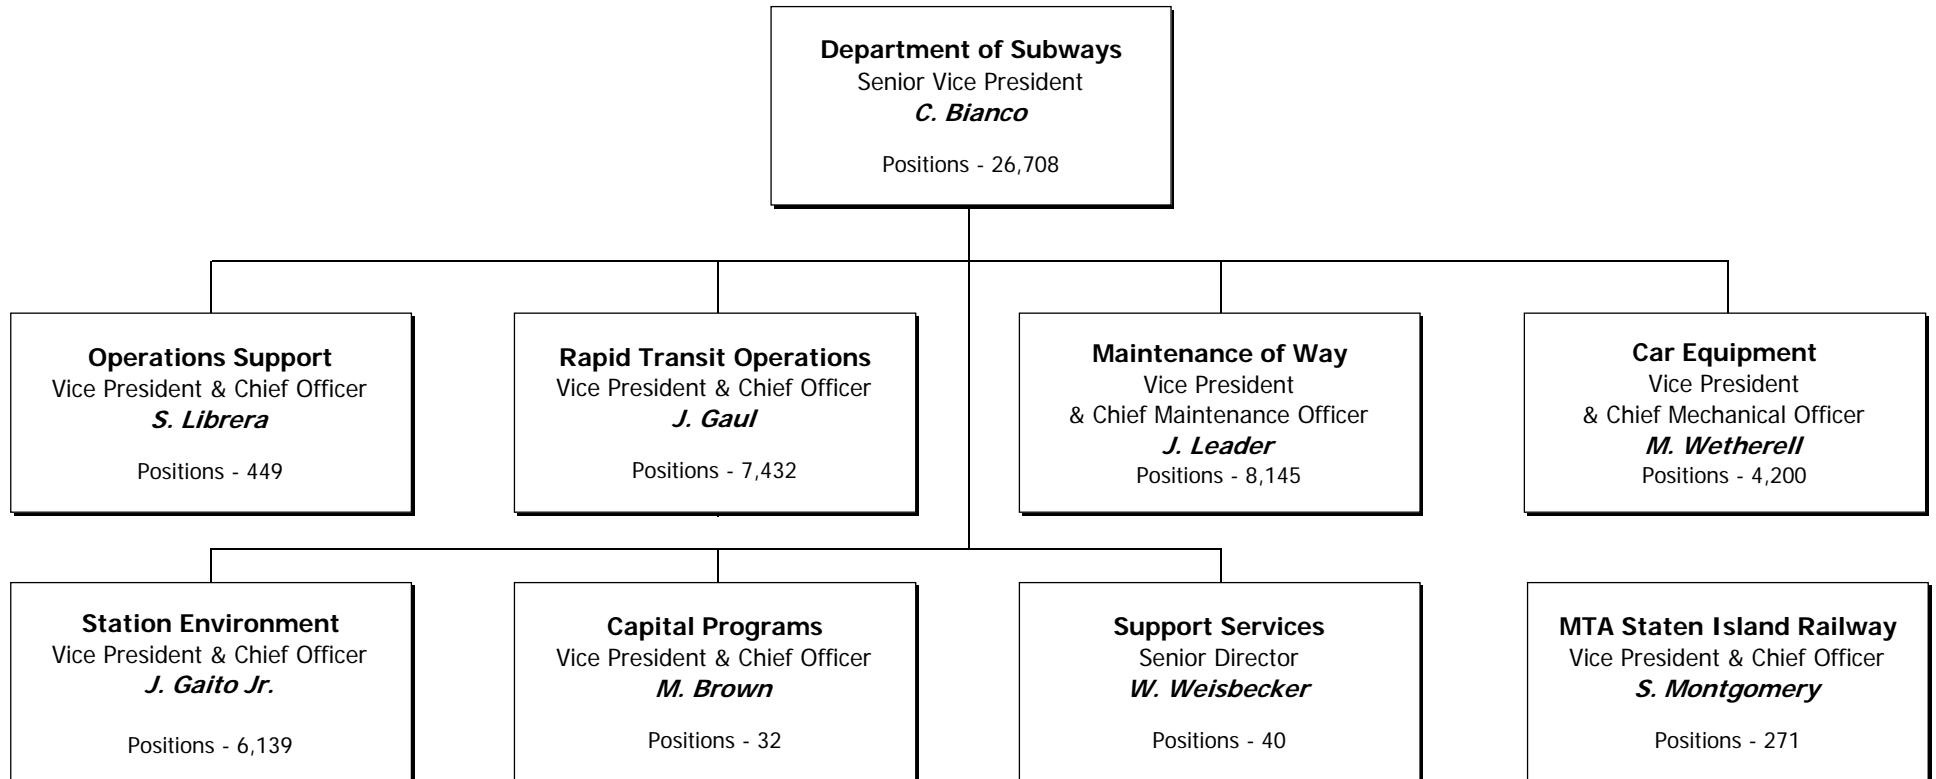 Department of Subways
Senior Vice President
C. Bianco
Positions - 26,708
Operations Support
Vice President & Chief Officer
S. Librera
Positions - 449
Rapid Transit Operations
Vice President & Chief Officer
J. Gaul
Positions - 7,432
Maintenance of Way
Vice President
& Chief Maintenance Officer
J. Leader
Positions - 8,145
Car Equipment
Vice President
& Chief Mechanical Officer
M. Wetherell
Positions - 4,200
Station Environment
Vice President & Chief Officer
J. Gaito Jr.
Positions - 6,139
Capital Programs
Vice President & Chief Officer
M. Brown
Positions - 32
Support Services
Senior Director
W. Weisbecker
Positions - 40
MTA Staten Island Railway
Vice President & Chief Officer
S. Montgomery
Positions - 271